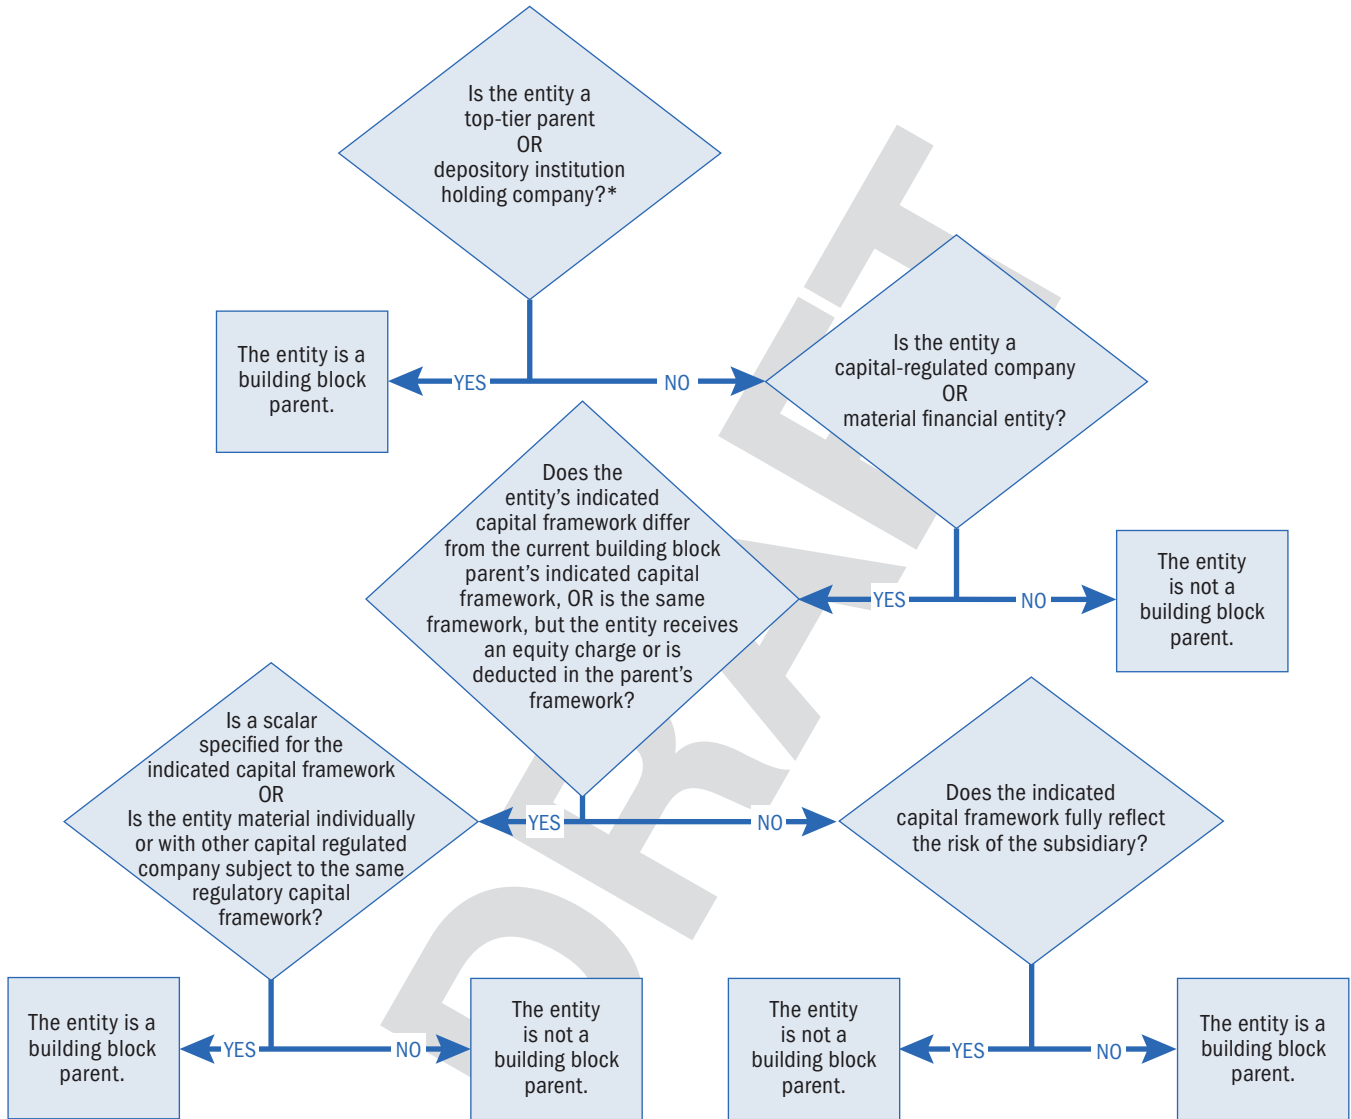 Is the entity a
top-tier parent
OR
depository institution
holding company?*
The entity is a
building block
parent.
YES
NO
Is the entity a
capital-regulated company
OR
material financial entity?
Does the
entity's indicated
capital framework differ
from the current building block
parent's indicated capital
framework, OR is the same
framework, but the entity receives
an equity charge or is
deducted in the parent's
framework?
YES
NO
The entity
is not a
building block
parent.
Is a scalar
specified for the
indicated capital framework
OR
Is the entity material individually
or with other capital regulated
company subject to the same
regulatory capital
framework?
YES
NO
Does the indicated
capital framework fully reflect
the risk of the subsidiary?
The entity is a
building block
parent.
YES
NO
The entity
is not a
building block
parent.
The entity
is not a
building block
parent.
YES
NO
The entity is a
building block
parent.
DRAFT